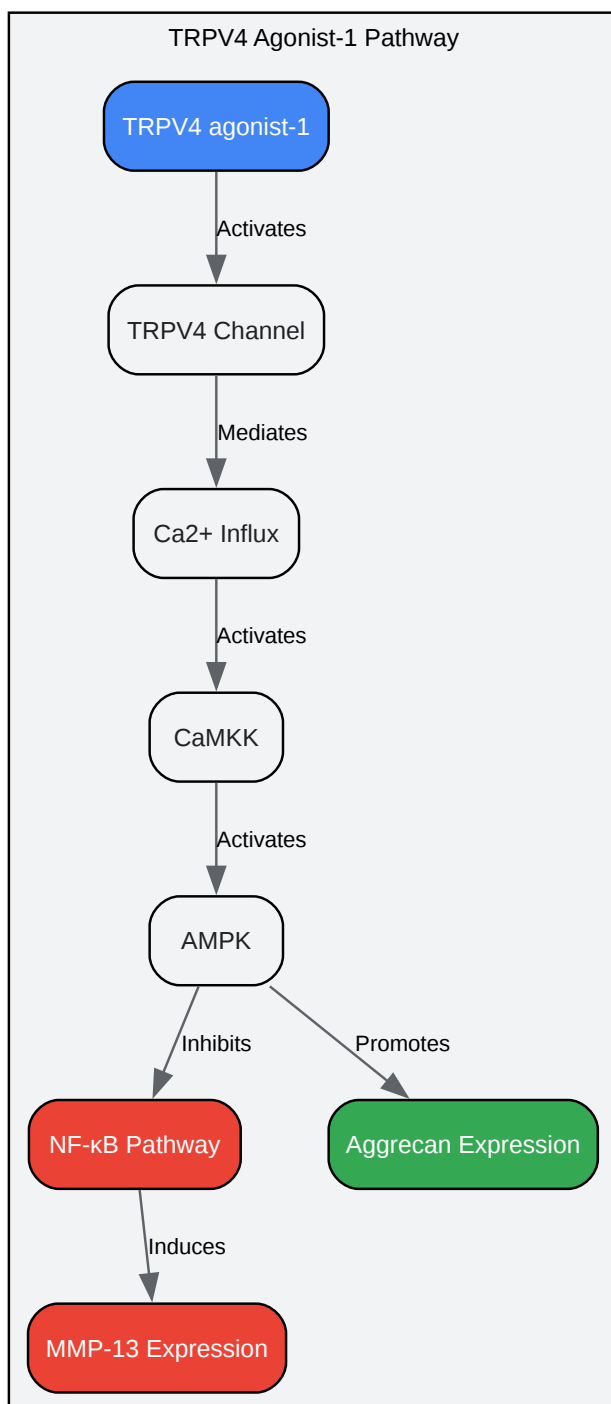 TRPV4 Agonist-1 Pathway
TRPV4 agonist-1
Activates
TRPV4 Channel
Mediates
Ca2+ Influx
Activates
CaMKK
Activates
AMPK
Inhibits
Promotes
NF-κB Pathway
Aggrecan Expression
Induces
MMP-13 Expression